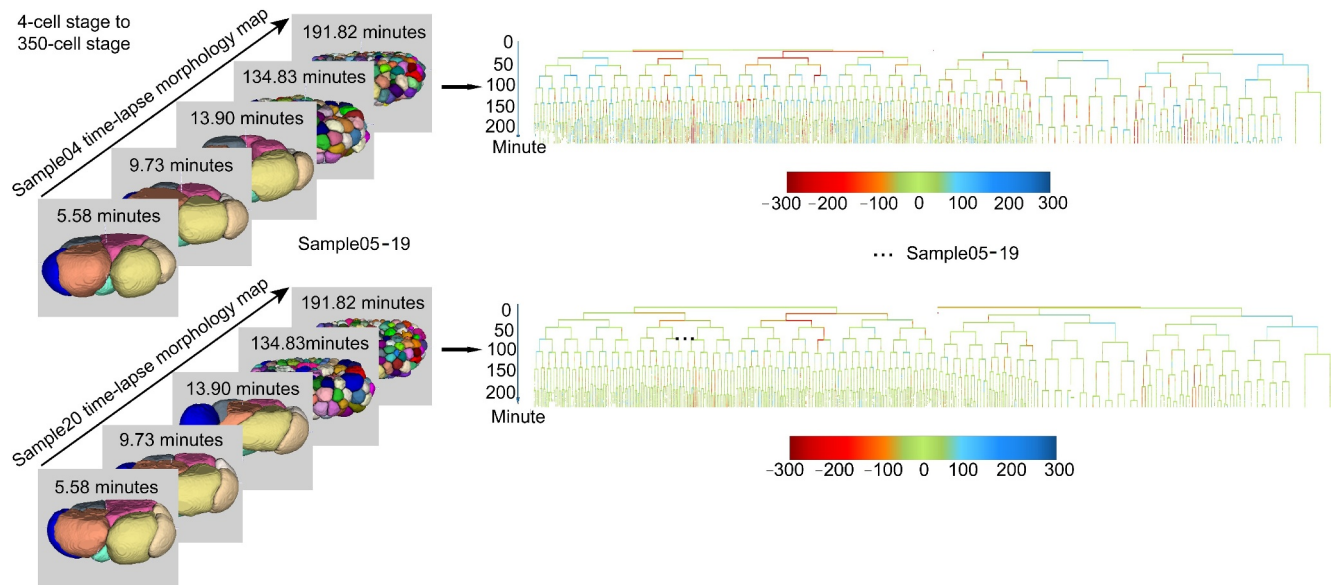 4-cell stage to
350-cell stage
Sample04 time-lapse morphology map
191.82 minutes
134.83 minutes
13.90 minutes
9.73 minutes
5.58 minutes
0
50
100
150
200
Minute
−300 −200 −100 0 100 200 300
Sample05-19
··· Sample05-19
Sample20 time-lapse morphology map
191.82 minutes
134.83minutes
13.90 minutes
9.73 minutes
5.58 minutes
0
50
···
100
150
200
Minute
−300 −200 −100 0 100 200 300